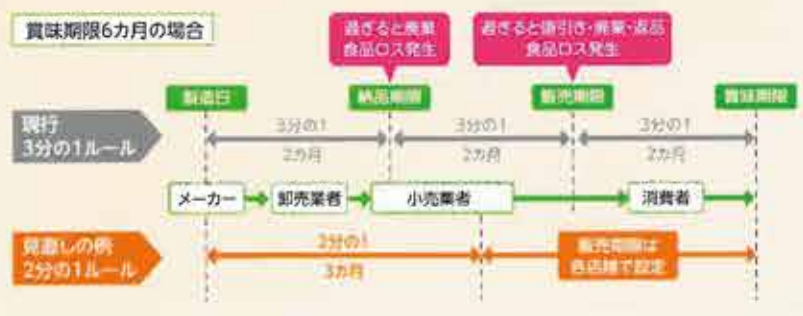 賞味期限6カ月の場合
過ぎると廃棄
食品ロス発生
過ぎると値引き・廃棄・返品
食品ロス発生
製造日
納品期限
販売期限
賞味期限
現行
3分の1ルール
3分の1
3分の1
3分の1
2カ月
2カ月
2カ月
メーカー
卸売業者
小売業者
消費者
見直しの例
2分の1ルール
2分の1
3カ月
販売期限は
各店舗で設定